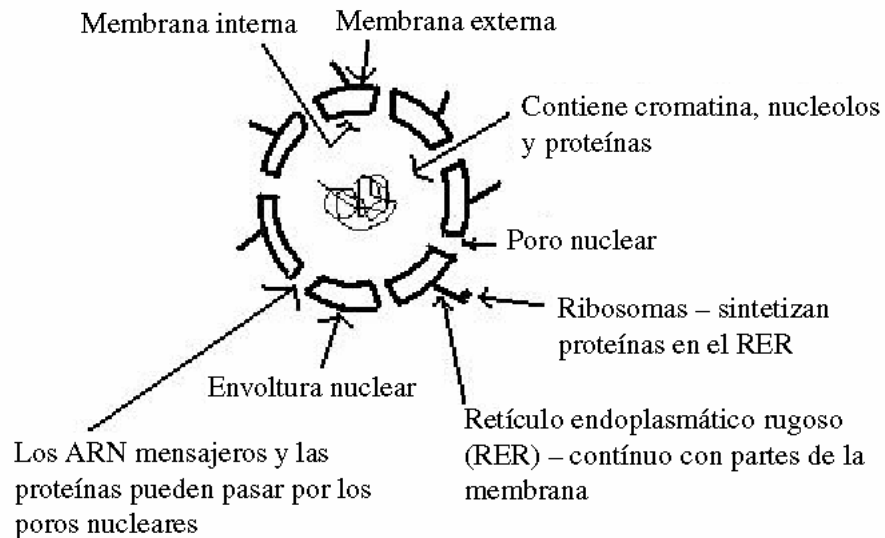 Membrana interna
Membrana externa
Contiene cromatina, nucleolos
y proteínas
Poro nuclear
Ribosomas – sintetizan
proteínas en el RER
Envoltura nuclear
Retículo endoplasmático rugoso
(RER) – contínuo con partes de la
membrana
Los ARN mensajeros y las
proteínas pueden pasar por los
poros nucleares